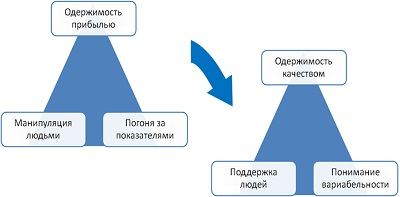 Одержимость
прибылью
Манипуляция
людьми
Погоня за
показателями
Одержимость
качеством
Поддержка
людей
Понимание
вариабельности